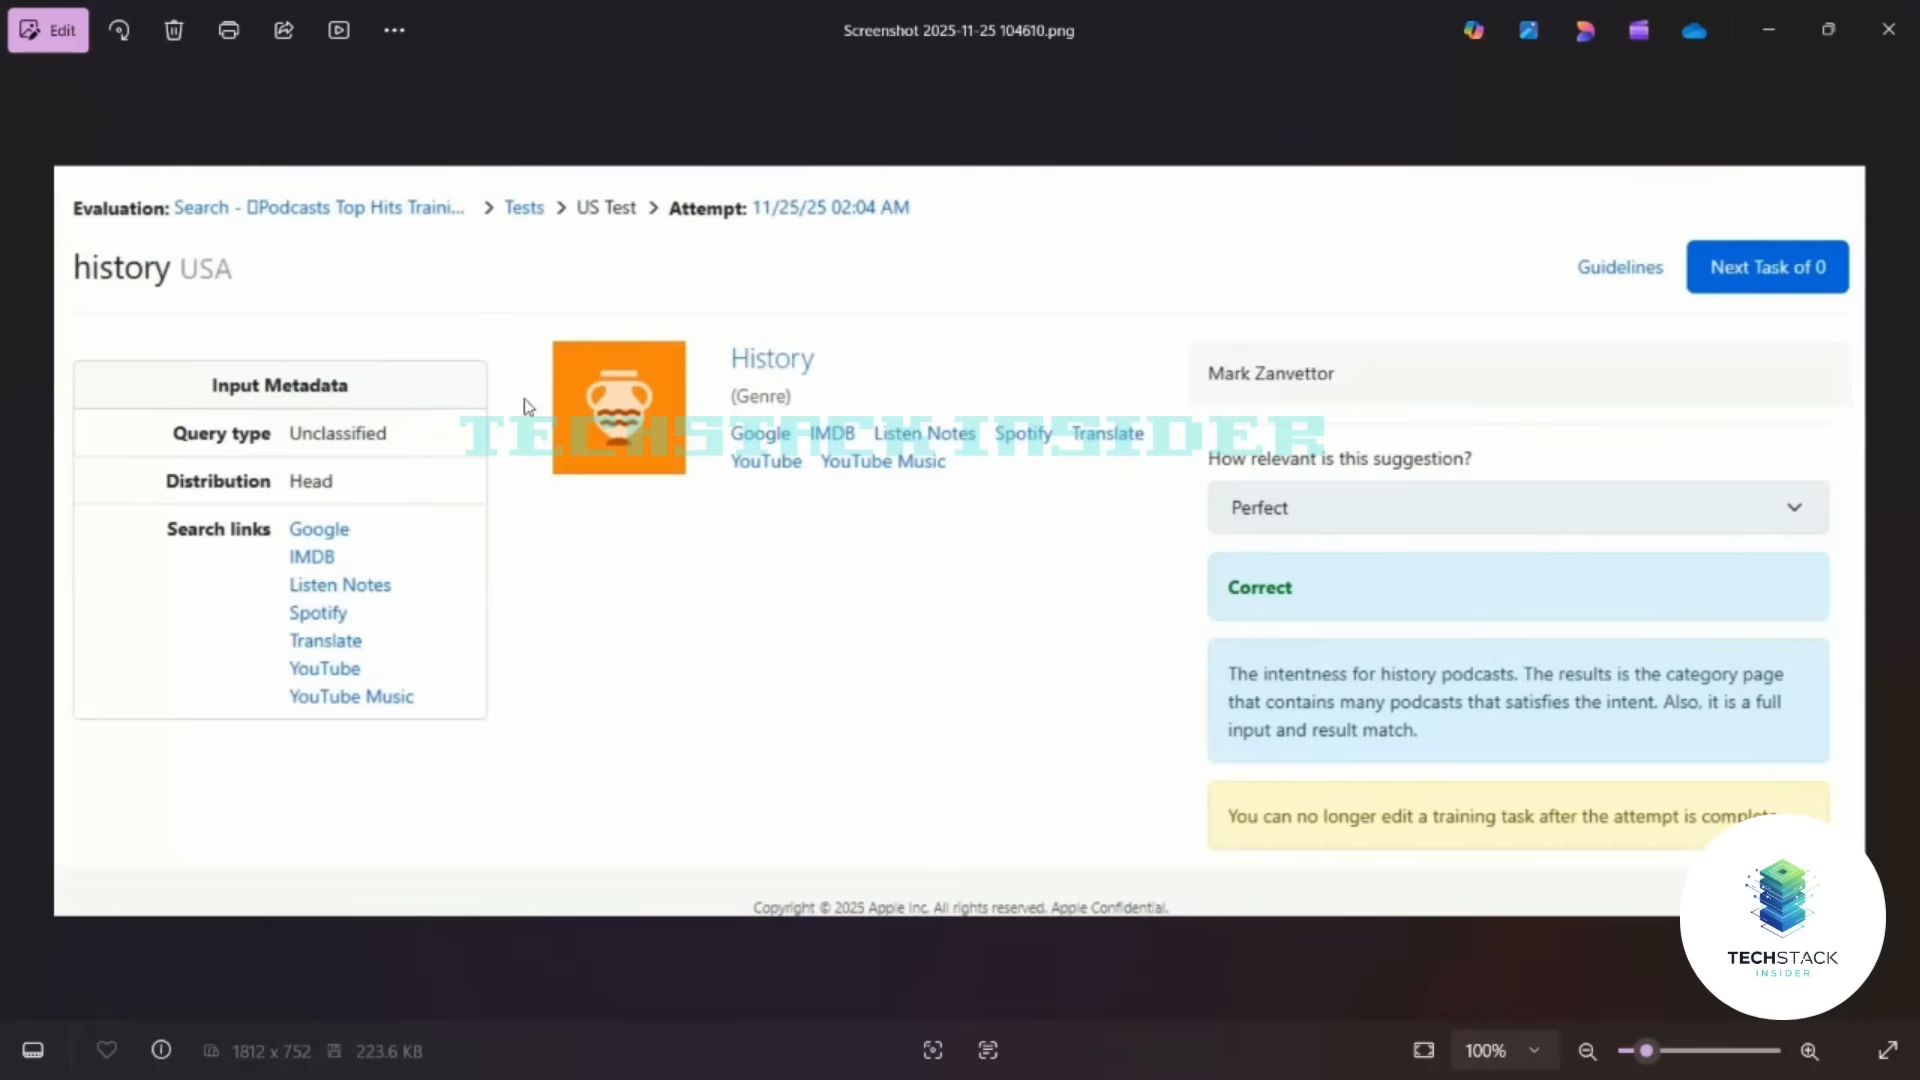 Edit
Screenshot 2025-11-25 104610.png
Evaluation: Search - Podcasts Top Hits Traini... > Tests > US Test > Attempt: 11/25/25 02:04 AM
history USA
Guidelines
Next Task of 0
Input Metadata
Query type Unclassified
Distribution Head
Search links Google
IMDB
Listen Notes
Spotify
Translate
YouTube
YouTube Music
History
(Genre)
Google IMDB Listen Notes Spotify Translate
YouTube YouTube Music
TECHSTACK INSIDER
Mark Zanvettor
How relevant is this suggestion?
Perfect
Correct
The intentness for history podcasts. The results is the category page
that contains many podcasts that satisfies the intent. Also, it is a full
input and result match.
You can no longer edit a training task after the attempt is complete
Copyright © 2025 Apple Inc. All rights reserved. Apple Confidential.
TECHSTACK
INSIDER
1812 x 752
223.6 KB
100%